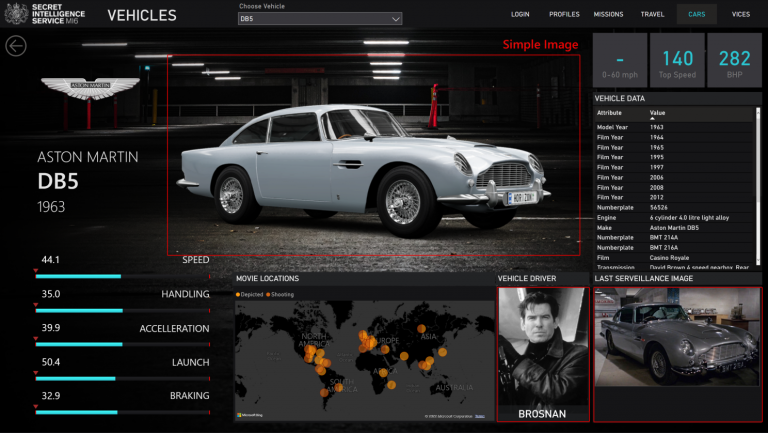 SECRET
INTELLIGENCE
SERVICE MI6
VEHICLES
Choose Vehicle
DB5
LOGIN
PROFILES
MISSIONS
TRAVEL
CARS
VICES
Simple Image
-
0-60 mph
140
Top Speed
282
BHP
ASTON MARTIN
ASTON MARTIN
DB5
1963
VEHICLE DATA
Attribute Value
Model Year 1963
Film Year 1964
Film Year 1965
Film Year 1995
Film Year 1997
Film Year 2006
Film Year 2008
Film Year 2012
Numberplate 56526
Engine 6 cylinder 4.0 litre light alloy
Make Aston Martin DB5
Numberplate BMT 214A
Numberplate BMT 216A
Film Casino Royale
Transmission David Brown 4 speed gearbox, Rear
44.1 SPEED
35.0 HANDLING
39.9 ACCELLERATION
50.4 LAUNCH
32.9 BRAKING
MOVIE LOCATIONS
Depicted Shooting
NORTH
AMERICA
EUROPE
ASIA
AFRICA
SOUTH
AMERICA
AUSTRALIA
Microsoft Bing
Microsoft Corporation
VEHICLE DRIVER
BROSNAN
LAST SERVEILLANCE IMAGE